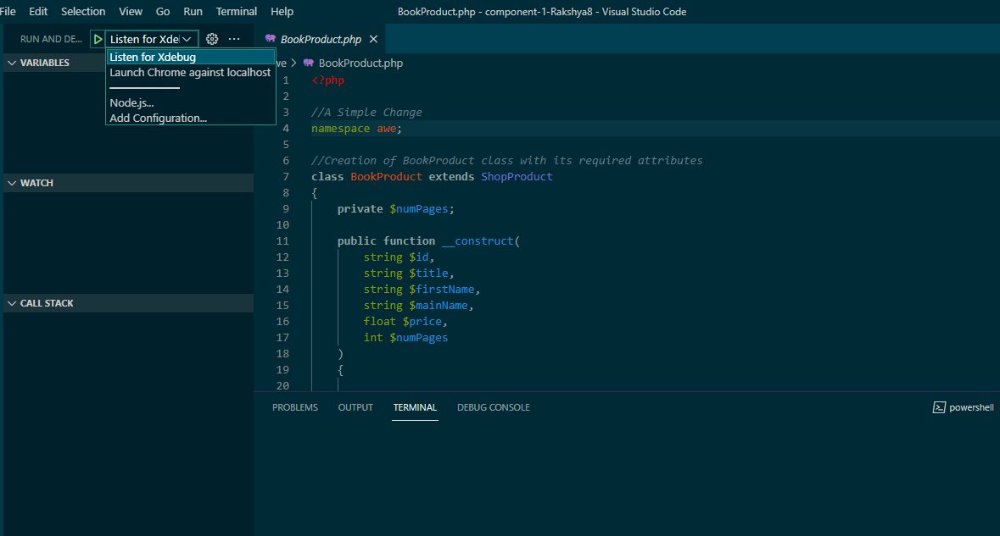 File Edit Selection View Go Run Terminal Help
BookProduct.php - component-1-Rakshya8 - Visual Studio Code
RUN AND DE...
Listen for Xde
BookProduct.php
Listen for Xdebug
Launch Chrome against localhost
Node.js...
Add Configuration...
VARIABLES
WATCH
CALL STACK
we > BookProduct.php
1 <?php
2
3 //A Simple Change
4 namespace awe;
5
6 //Creation of BookProduct class with its required attributes
7 class BookProduct extends ShopProduct
8 {
9 private $numPages;
10
11 public function __construct(
12 string $id,
13 string $title,
14 string $firstName,
15 string $mainName,
16 float $price,
17 int $numPages
18 )
19 {
20
PROBLEMS OUTPUT TERMINAL DEBUG CONSOLE
powershell